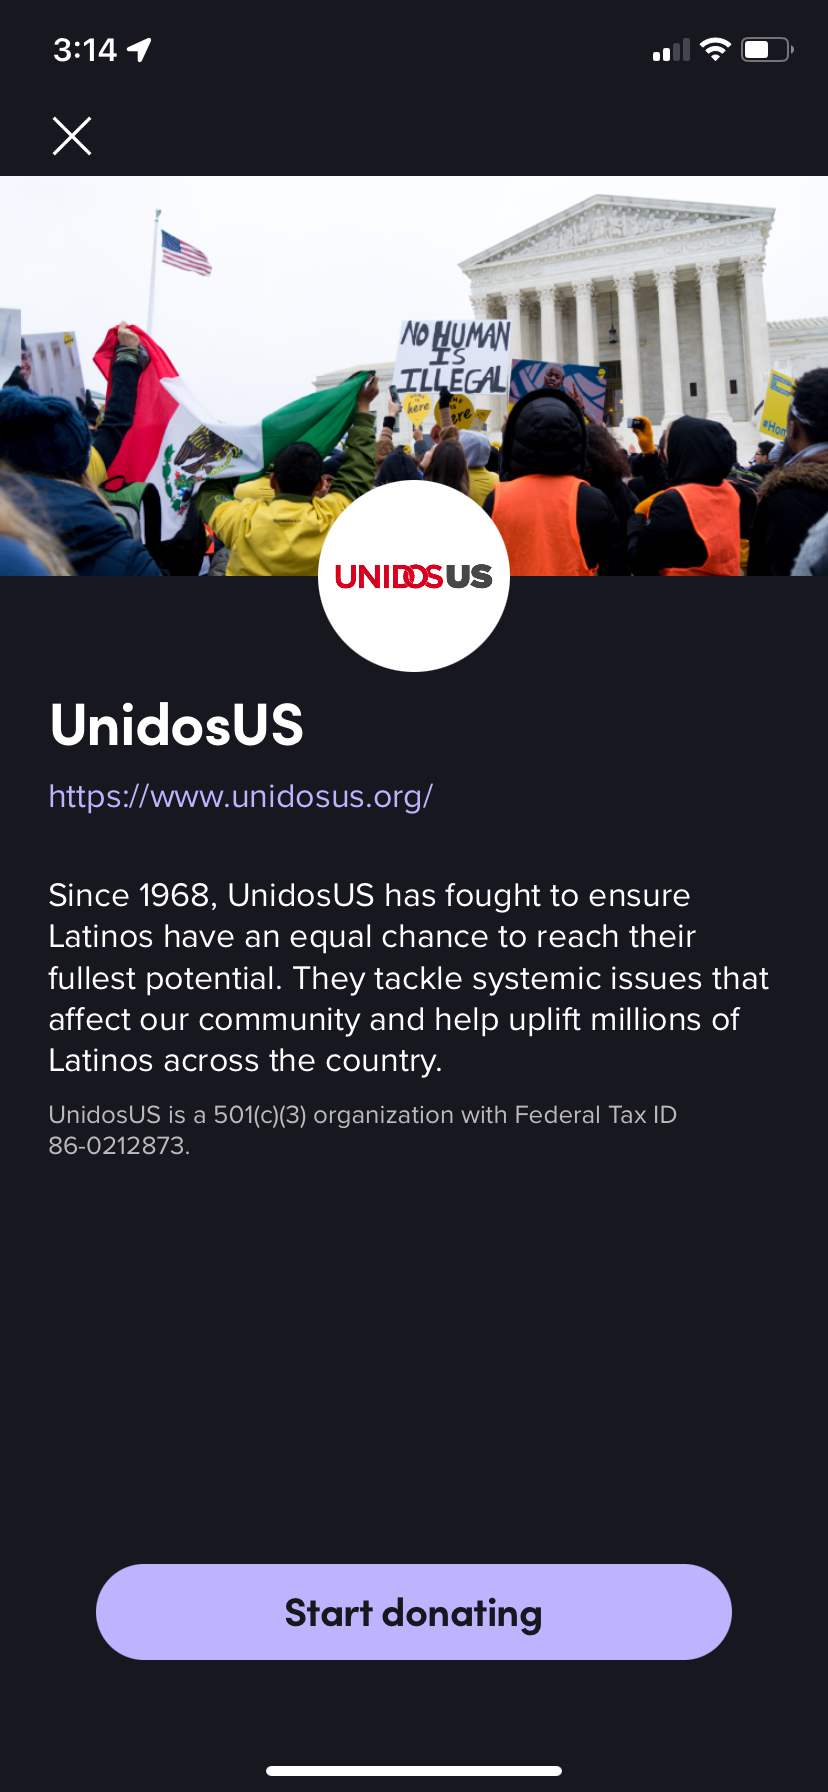 3:14
NO HUMAN
IS
ILLEGAL
here
UNIDOSUS
UnidosUS
https://www.unidosus.org/
Since 1968, UnidosUS has fought to ensure
Latinos have an equal chance to reach their
fullest potential. They tackle systemic issues that
affect our community and help uplift millions of
Latinos across the country.
UnidosUS is a 501(c)(3) organization with Federal Tax ID
86-0212873.
Start donating